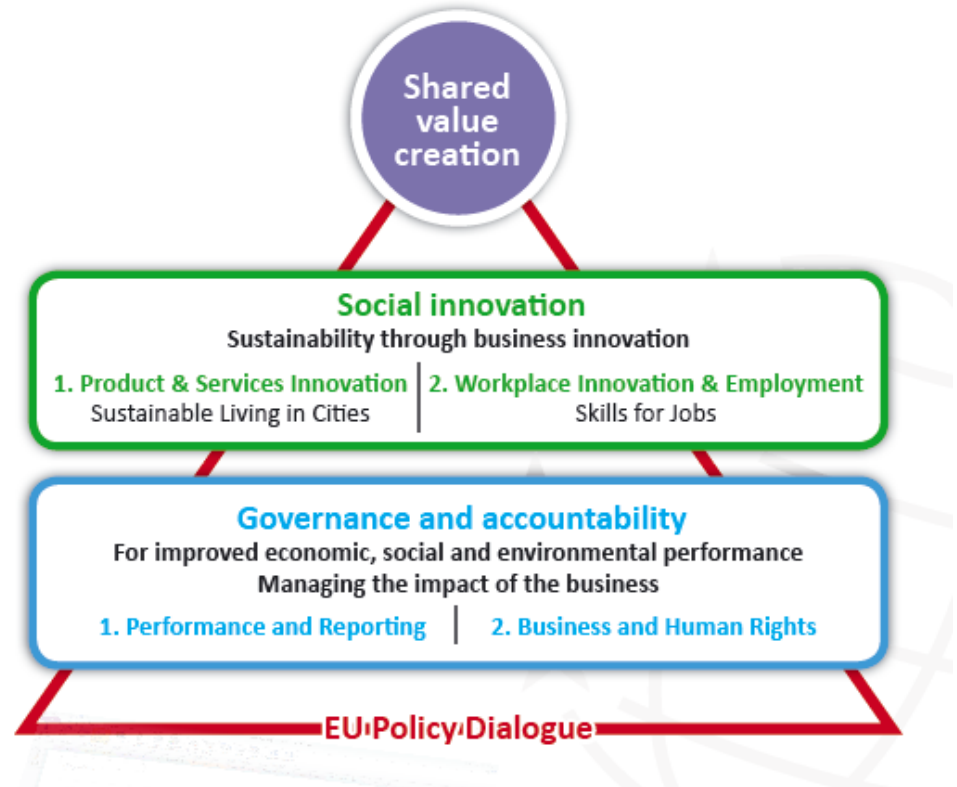 Shared
value
creation
Social innovation
Sustainability through business innovation
1. Product & Services Innovation
Sustainable Living in Cities
2. Workplace Innovation & Employment
Skills for Jobs
Governance and accountability
For improved economic, social and environmental performance
Managing the impact of the business
1. Performance and Reporting
2. Business and Human Rights
EU Policy Dialogue